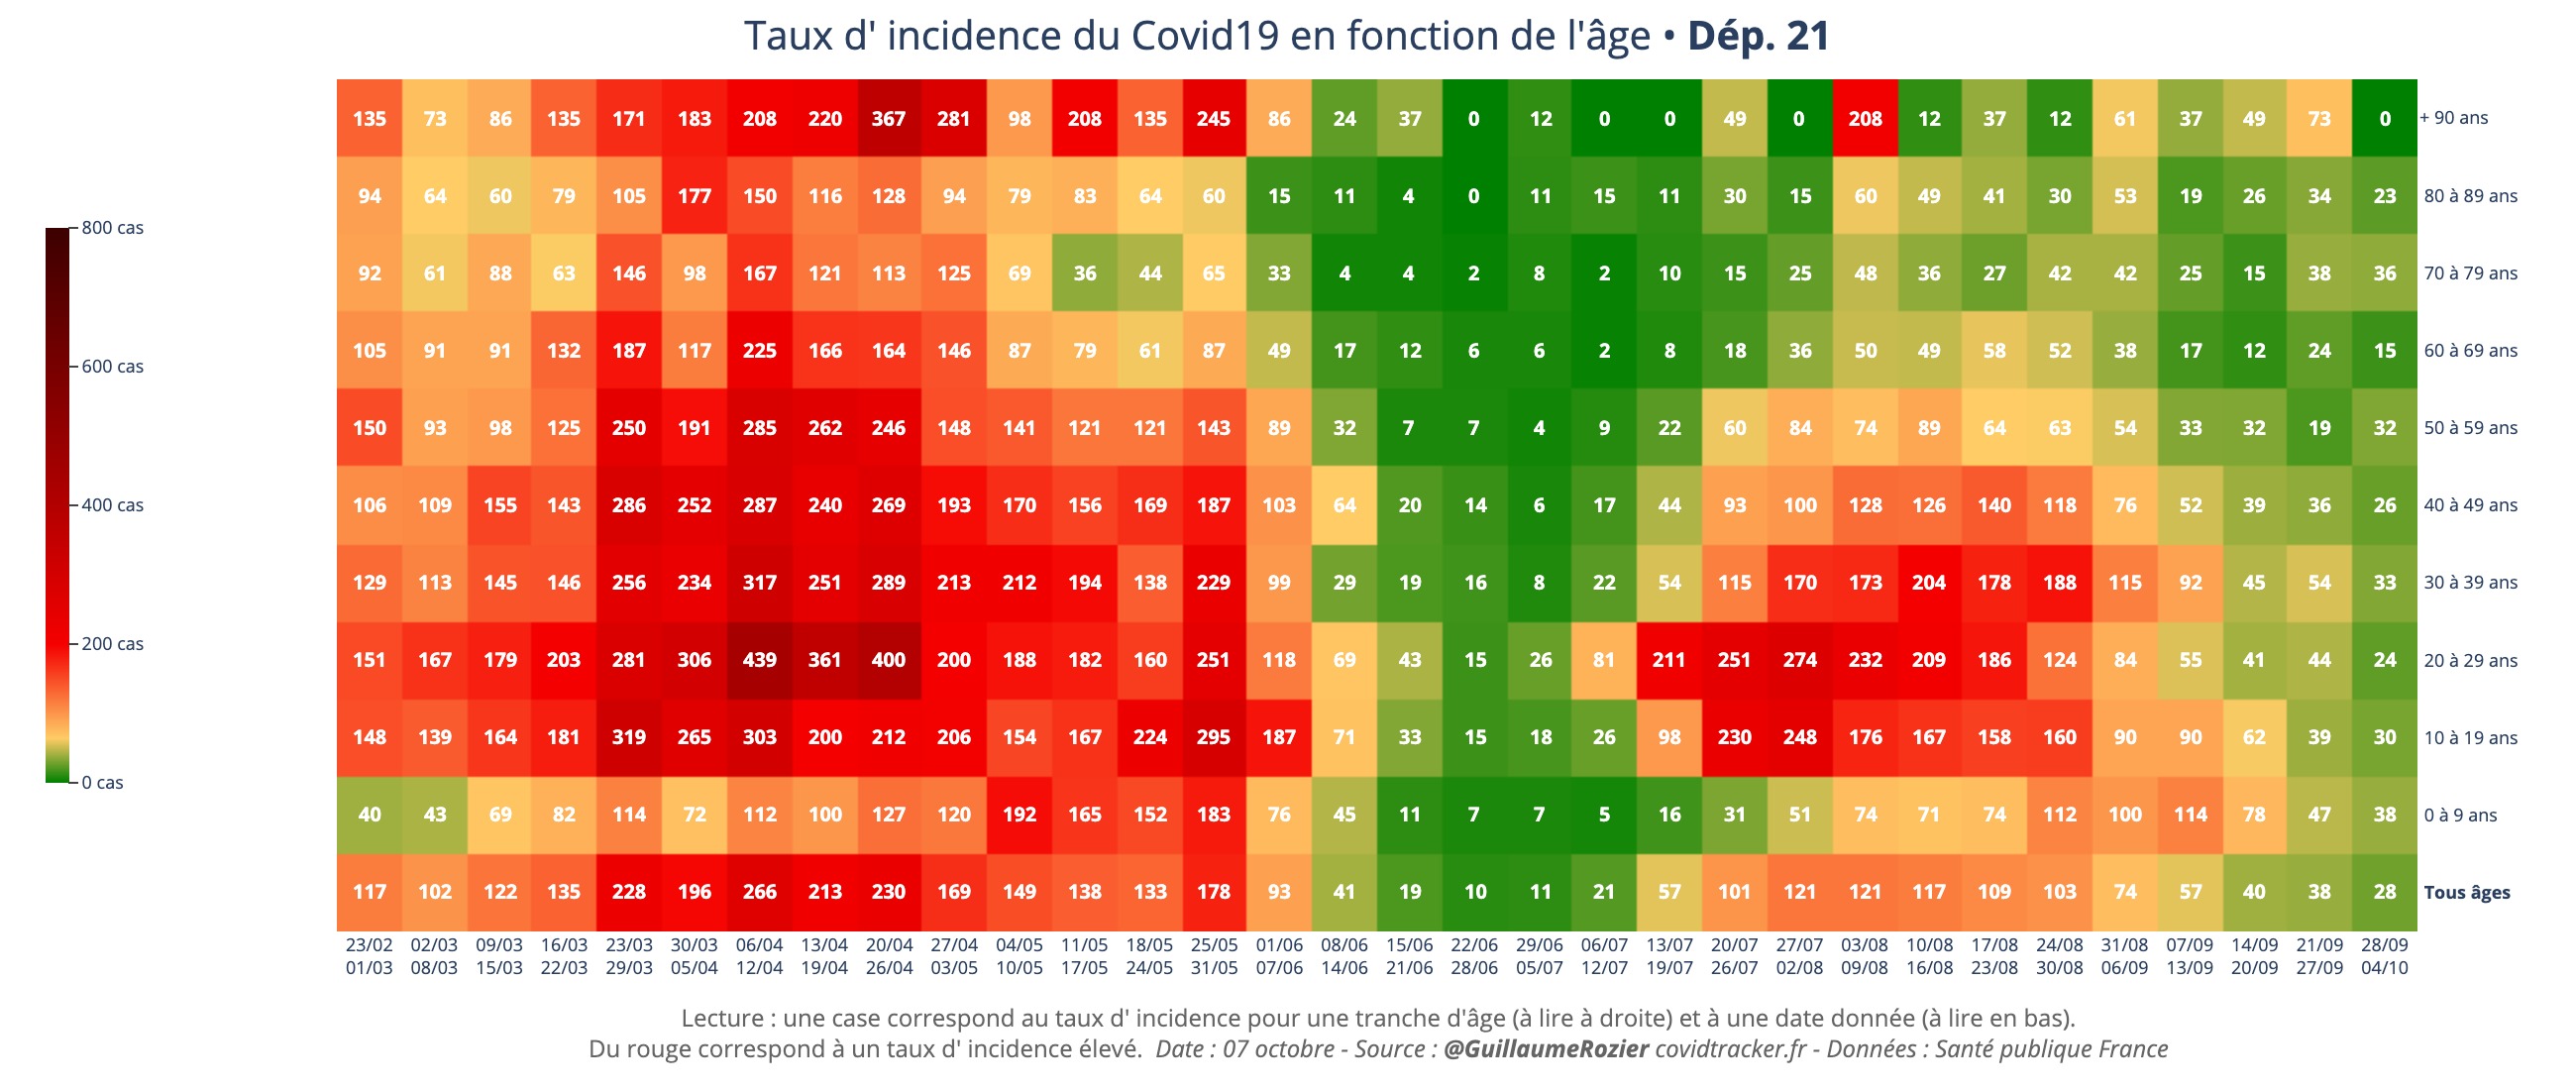 Taux d' incidence du Covid19 en fonction de l'âge • Dép. 21
800 cas
600 cas
400 cas
200 cas
0 cas
135 73 86 135 171 183 208 220 367 281 98 208 135 245 86 24 37 0 12 0 0 49 0 208 12 37 12 61 37 49 73 0 + 90 ans
94 64 60 79 105 177 150 116 128 94 79 83 64 60 15 11 4 0 11 15 11 30 15 60 49 41 30 53 19 26 34 23 80 à 89 ans
92 61 88 63 146 98 167 121 113 125 69 36 44 65 33 4 4 2 8 2 10 15 25 48 36 27 42 42 25 15 38 36 70 à 79 ans
105 91 91 132 187 117 225 166 164 146 87 79 61 87 49 17 12 6 6 2 8 18 36 50 49 58 52 38 17 12 24 15 60 à 69 ans
150 93 98 125 250 191 285 262 246 148 141 121 121 143 89 32 7 7 4 9 22 60 84 74 89 64 63 54 33 32 19 32 50 à 59 ans
106 109 155 143 286 252 287 240 269 193 170 156 169 187 103 64 20 14 6 17 44 93 100 128 126 140 118 76 52 39 36 26 40 à 49 ans
129 113 145 146 256 234 317 251 289 213 212 194 138 229 99 29 19 16 8 22 54 115 170 173 204 178 188 115 92 45 54 33 30 à 39 ans
151 167 179 203 281 306 439 361 400 200 188 182 160 251 118 69 43 15 26 81 211 251 274 232 209 186 124 84 55 41 44 24 20 à 29 ans
148 139 164 181 319 265 303 200 212 206 154 167 224 295 187 71 33 15 18 26 98 230 248 176 167 158 160 90 90 62 39 30 10 à 19 ans
40 43 69 82 114 72 112 100 127 120 192 165 152 183 76 45 11 7 7 5 16 31 51 74 71 74 112 100 114 78 47 38 0 à 9 ans
117 102 122 135 228 196 266 213 230 169 149 138 133 178 93 41 19 10 11 21 57 101 121 121 117 109 103 74 57 40 38 28 Tous âges
23/02 02/03 09/03 16/03 23/03 30/03 06/04 13/04 20/04 27/04 04/05 11/05 18/05 25/05 01/06 08/06 15/06 22/06 29/06 06/07 13/07 20/07 27/07 03/08 10/08 17/08 24/08 31/08 07/09 14/09 21/09 28/09
01/03 08/03 15/03 22/03 29/03 05/04 12/04 19/04 26/04 03/05 10/05 17/05 24/05 31/05 07/06 14/06 21/06 28/06 05/07 12/07 19/07 26/07 02/08 09/08 16/08 23/08 30/08 06/09 13/09 20/09 27/09 04/10
Lecture : une case correspond au taux d' incidence pour une tranche d'âge (à lire à droite) et à une date donnée (à lire en bas).
Du rouge correspond à un taux d' incidence élevé. Date : 07 octobre - Source : @GuillaumeRozier covidtracker.fr - Données : Santé publique France